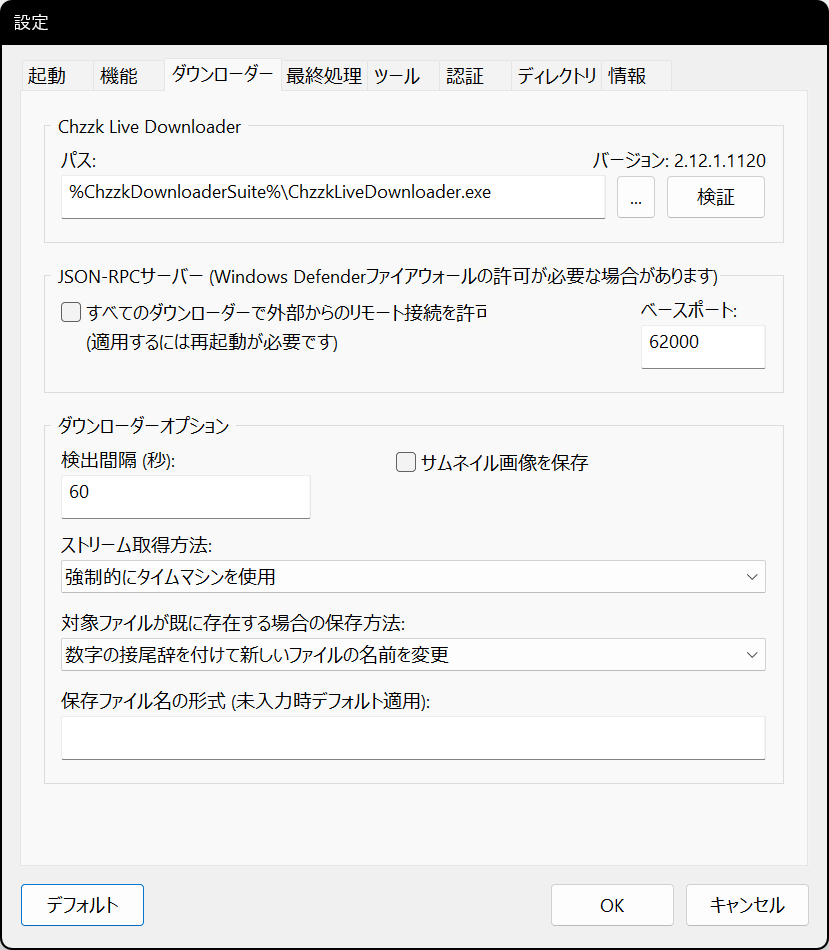 設定
起動 機能 ダウンローダー 最終処理 ツール 認証 ディレクトリ 情報
Chzzk Live Downloader
パス: バージョン: 2.12.1.1120
%ChzzkDownloaderSuite%\ChzzkLiveDownloader.exe ... 検証
JSON-RPCサーバー (Windows Defenderファイアウォールの許可が必要な場合があります)
すべてのダウンローダーで外部からのリモート接続を許可 ベースポート:
(適用するには再起動が必要です) 62000
ダウンローダーオプション
検出間隔 (秒): サムネイル画像を保存
60
ストリーム取得方法:
強制的にタイムマシンを使用
対象ファイルが既に存在する場合の保存方法:
数字の接尾辞を付けて新しいファイルの名前を変更
保存ファイル名の形式 (未入力時デフォルト適用):
デフォルト OK キャンセル